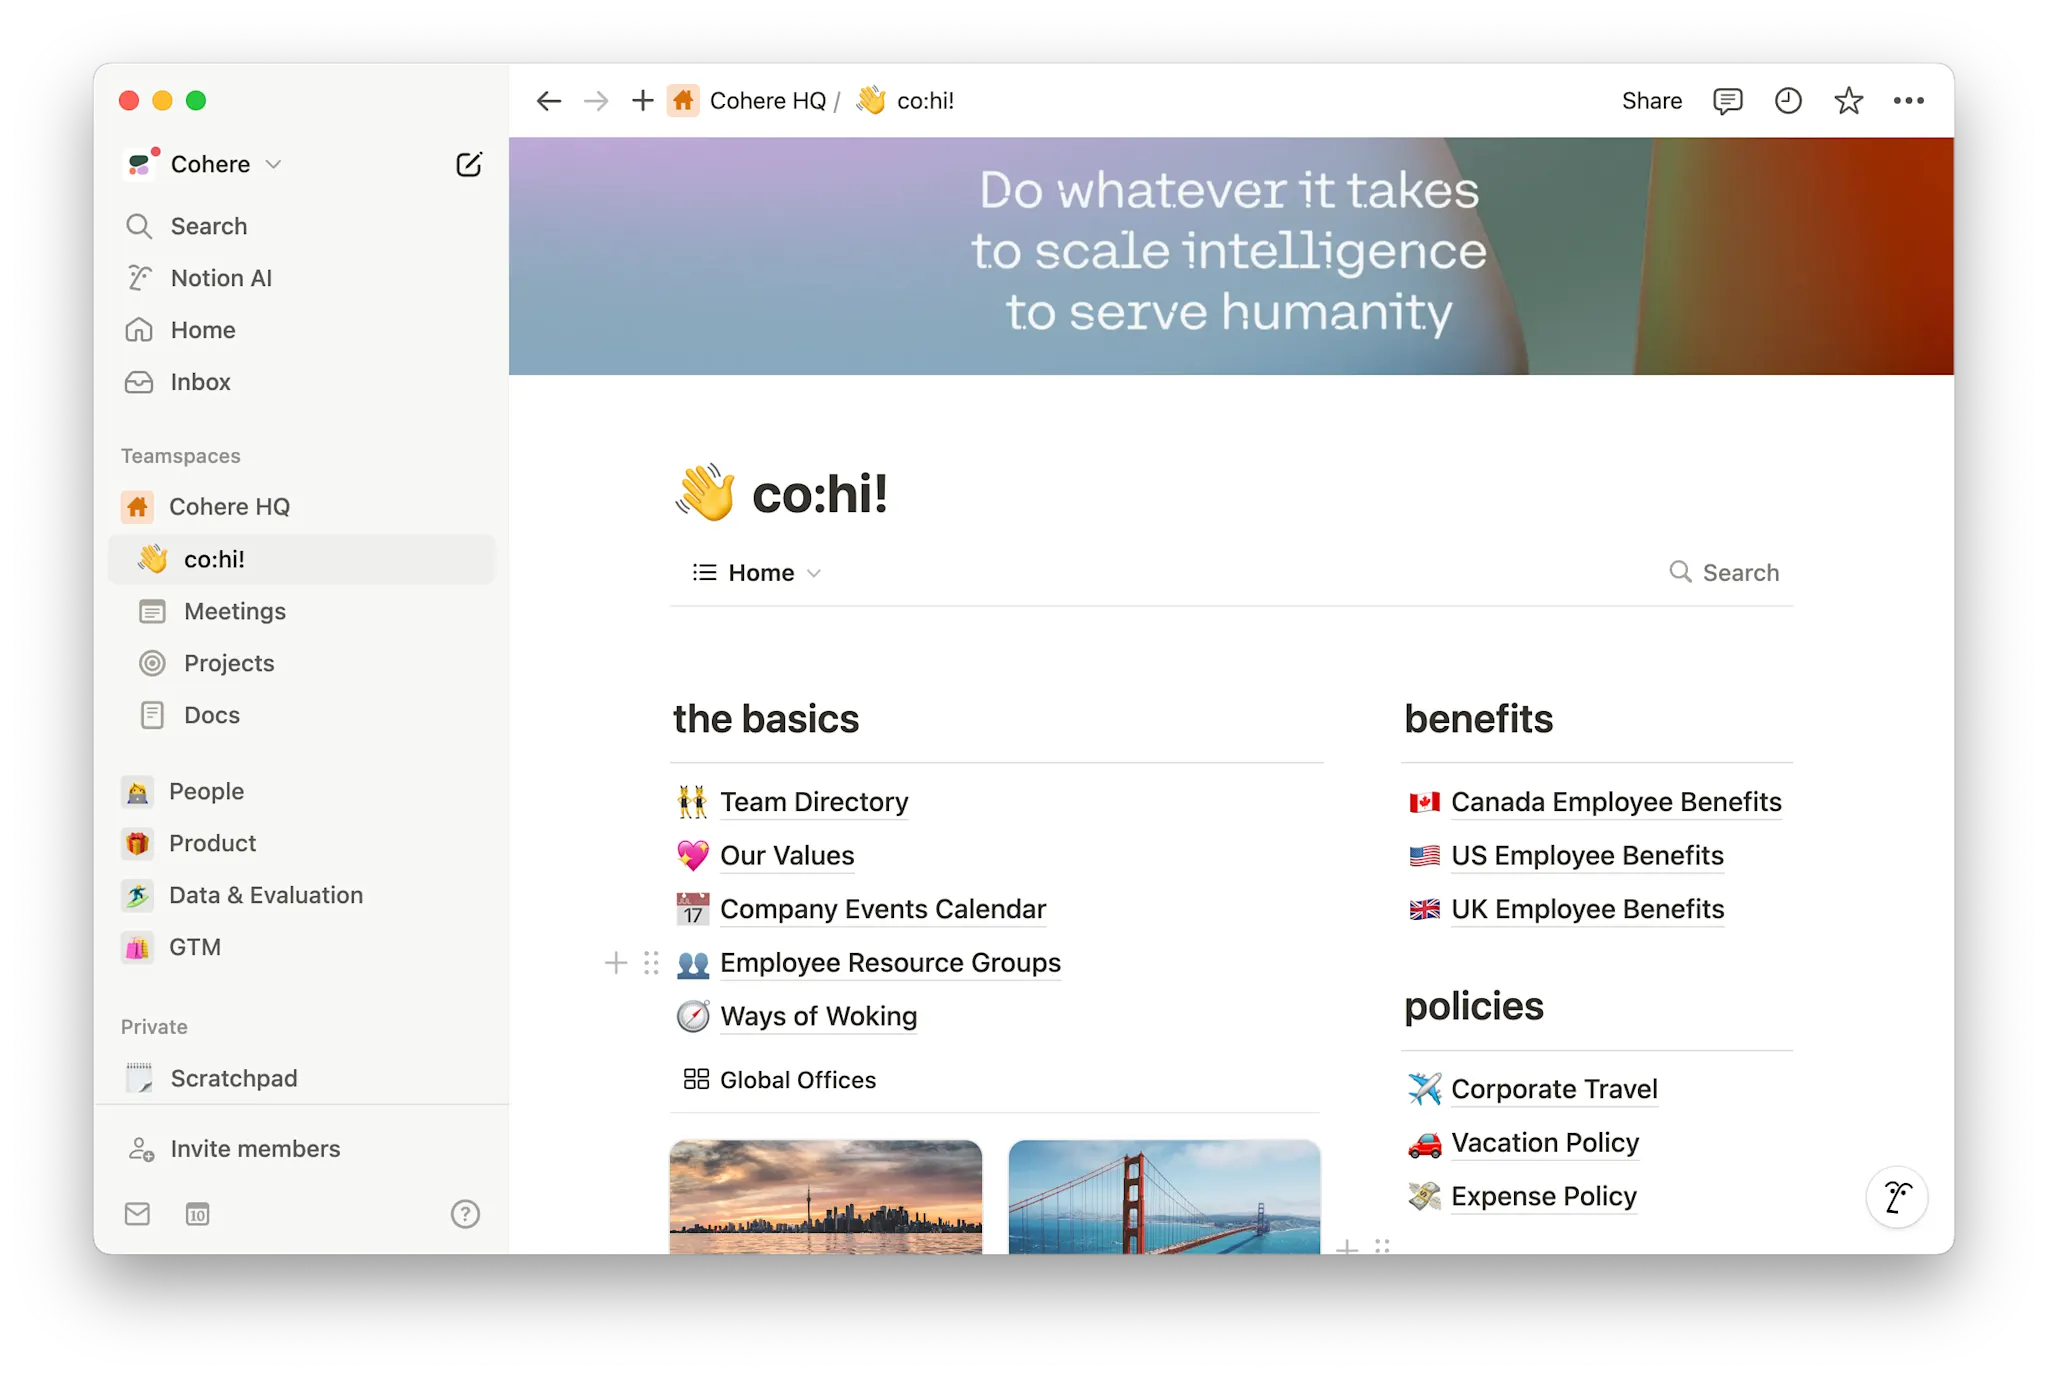 Cohere
Search
Notion AI
Home
Inbox
Teamspaces
Cohere HQ
co:hi!
Meetings
Projects
Docs
People
Product
Data & Evaluation
GTM
Private
Scratchpad
Invite members
10
?
Cohere HQ / co:hi!
Share
Do whatever it takes
to scale intelligence
to serve humanity
co:hi!
Home
Search
the basics
Team Directory
Our Values
JUL
17
Company Events Calendar
Employee Resource Groups
Ways of Woking
Global Offices
benefits
Canada Employee Benefits
US Employee Benefits
UK Employee Benefits
policies
Corporate Travel
Vacation Policy
Expense Policy